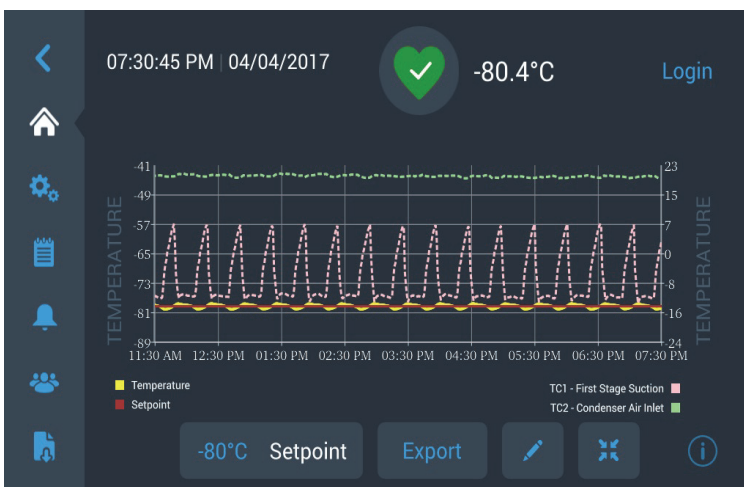 07:30:45 PM | 04/04/2017
-80.4°C
Login
TEMPERATURE
-41
-49
-57
-65
-73
-81
-89
23
15
7
0
-8
-16
-24
TEMPERATURE
11:30 AM 12:30 PM 01:30 PM 02:30 PM 03:30 PM 04:30 PM 05:30 PM 06:30 PM 07:30 PM
Temperature
Setpoint
TC1 - First Stage Suction
TC2 - Condenser Air Inlet
-80°C Setpoint
Export